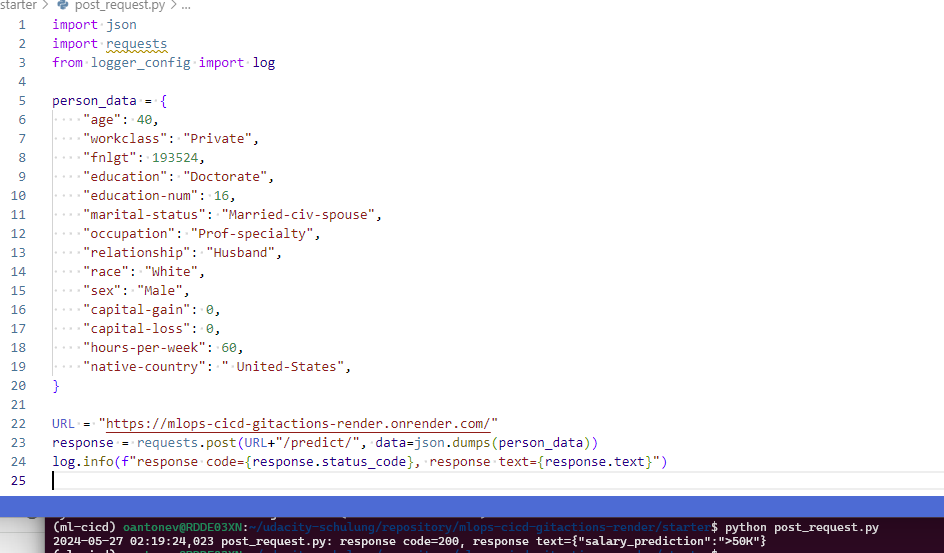 starter > post_request.py > ...
1 import json
2 import requests
3 from logger_config import log
4
5 person_data = {
6 "age": 40,
7 "workclass": "Private",
8 "fnlgt": 193524,
9 "education": "Doctorate",
10 "education-num": 16,
11 "marital-status": "Married-civ-spouse",
12 "occupation": "Prof-specialty",
13 "relationship": "Husband",
14 "race": "White",
15 "sex": "Male",
16 "capital-gain": 0,
17 "capital-loss": 0,
18 "hours-per-week": 60,
19 "native-country": " United-States",
20 }
21
22 URL = "https://mlops-cicd-gitactions-render.onrender.com/"
23 response = requests.post(URL+"/predict/", data=json.dumps(person_data))
24 log.info(f"response code={response.status_code}, response text={response.text}")
25
(ml-cicd) oantonev@RDDE03XN:~/udacity-schulung/repository/mlops-cicd-gitactions-render/starter$ python post_request.py
2024-05-27 02:19:24,023 post_request.py: response code=200, response text={"salary_prediction":">50K"}